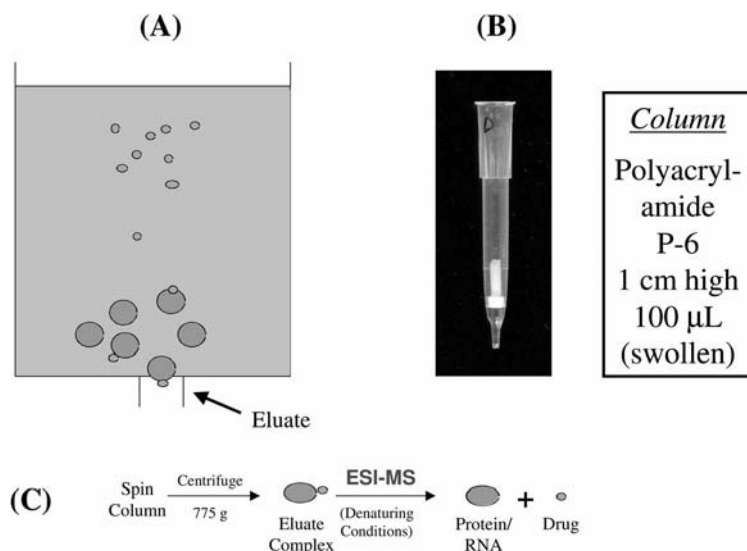 (A)
(B)
Column
Polyacryl-
amide
P-6
1 cm high
100 μL
(swollen)
D
Eluate
(C)
Spin
Column
Centrifuge
775 g
Eluate
Complex
ESI-MS
(Denaturing
Conditions)
Protein/
RNA
+
Drug